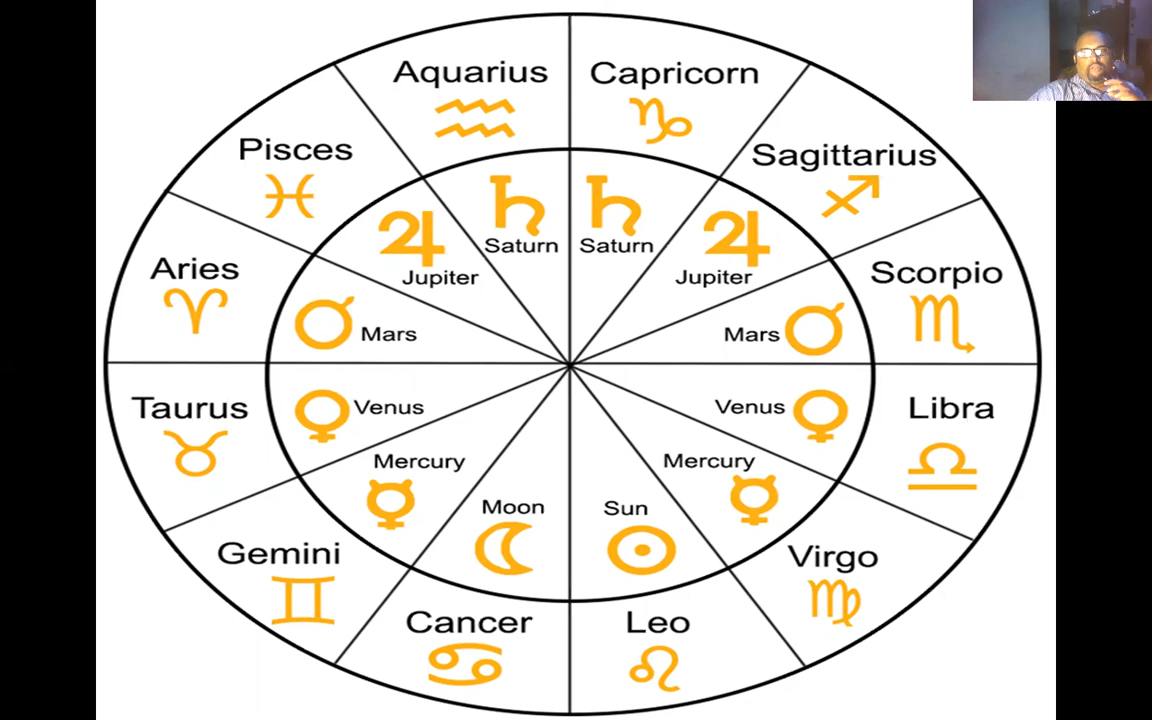 Aquarius
Capricorn
Pisces
Sagittarius
Saturn
Saturn
Aries
Jupiter
Jupiter
Scorpio
Mars
Mars
Taurus
Venus
Venus
Libra
Mercury
Mercury
Gemini
Moon
Sun
Virgo
Cancer
Leo